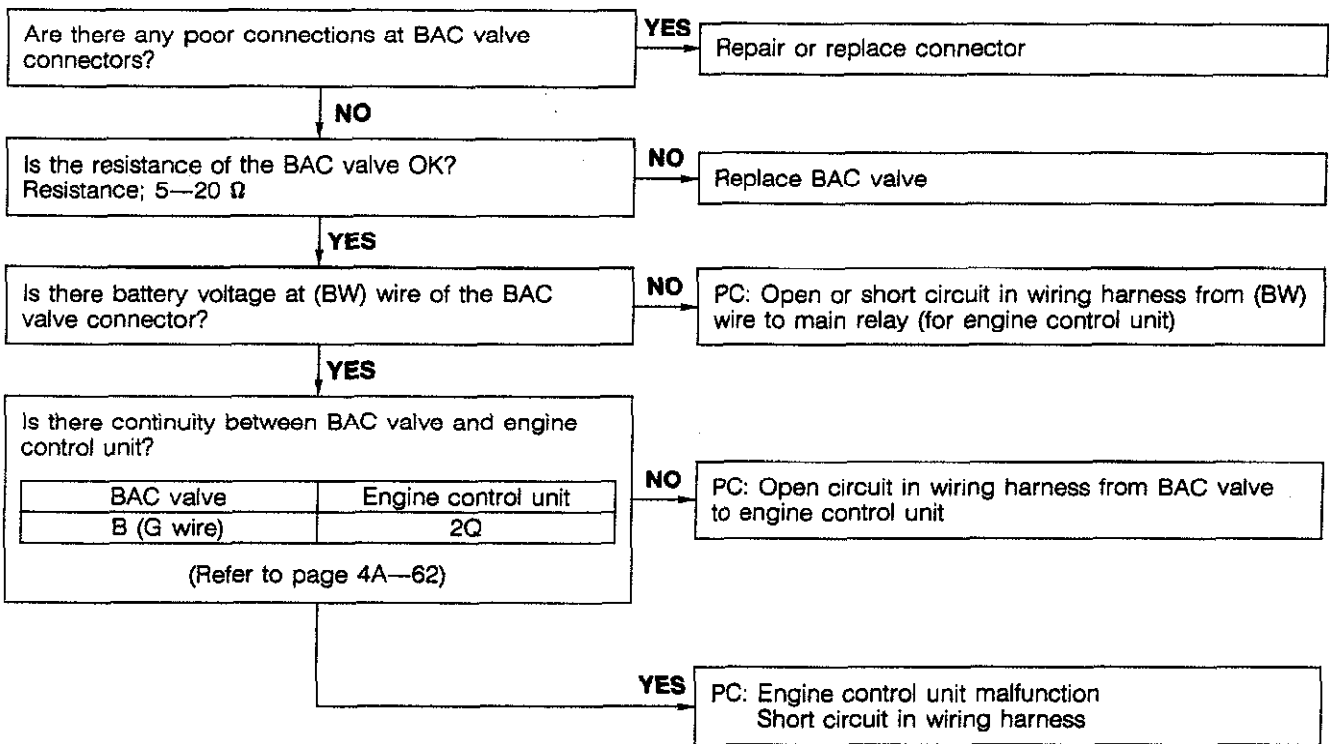 Are there any poor connections at BAC valve
connectors?
YES
Repair or replace connector
NO
Is the resistance of the BAC valve OK?
Resistance; 5—20 Ω
NO
Replace BAC valve
YES
Is there battery voltage at (BW) wire of the BAC
valve connector?
NO
PC: Open or short circuit in wiring harness from (BW)
wire to main relay (for engine control unit)
YES
Is there continuity between BAC valve and engine
control unit?
BAC valve Engine control unit
B (G wire) 2Q
(Refer to page 4A—62)
NO
PC: Open circuit in wiring harness from BAC valve
to engine control unit
YES
PC: Engine control unit malfunction
Short circuit in wiring harness